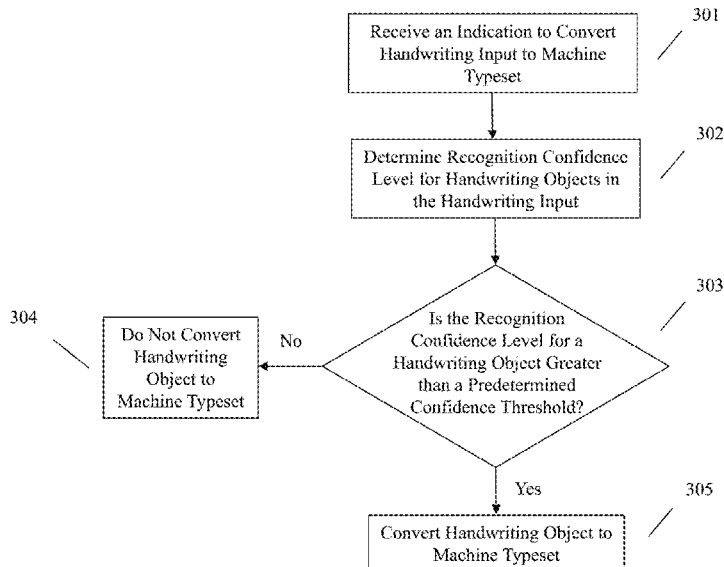 301
Receive an Indication to Convert
Handwriting Input to Machine
Typeset
302
Determine Recognition Confidence
Level for Handwriting Objects in
the Handwriting Input
303
Is the Recognition
Confidence Level for a
Handwriting Object Greater
than a Predetermined
Confidence Threshold?
304
No
Do Not Convert
Handwriting
Object to
Machine Typeset
Yes
305
Convert Handwriting Object to
Machine Typeset